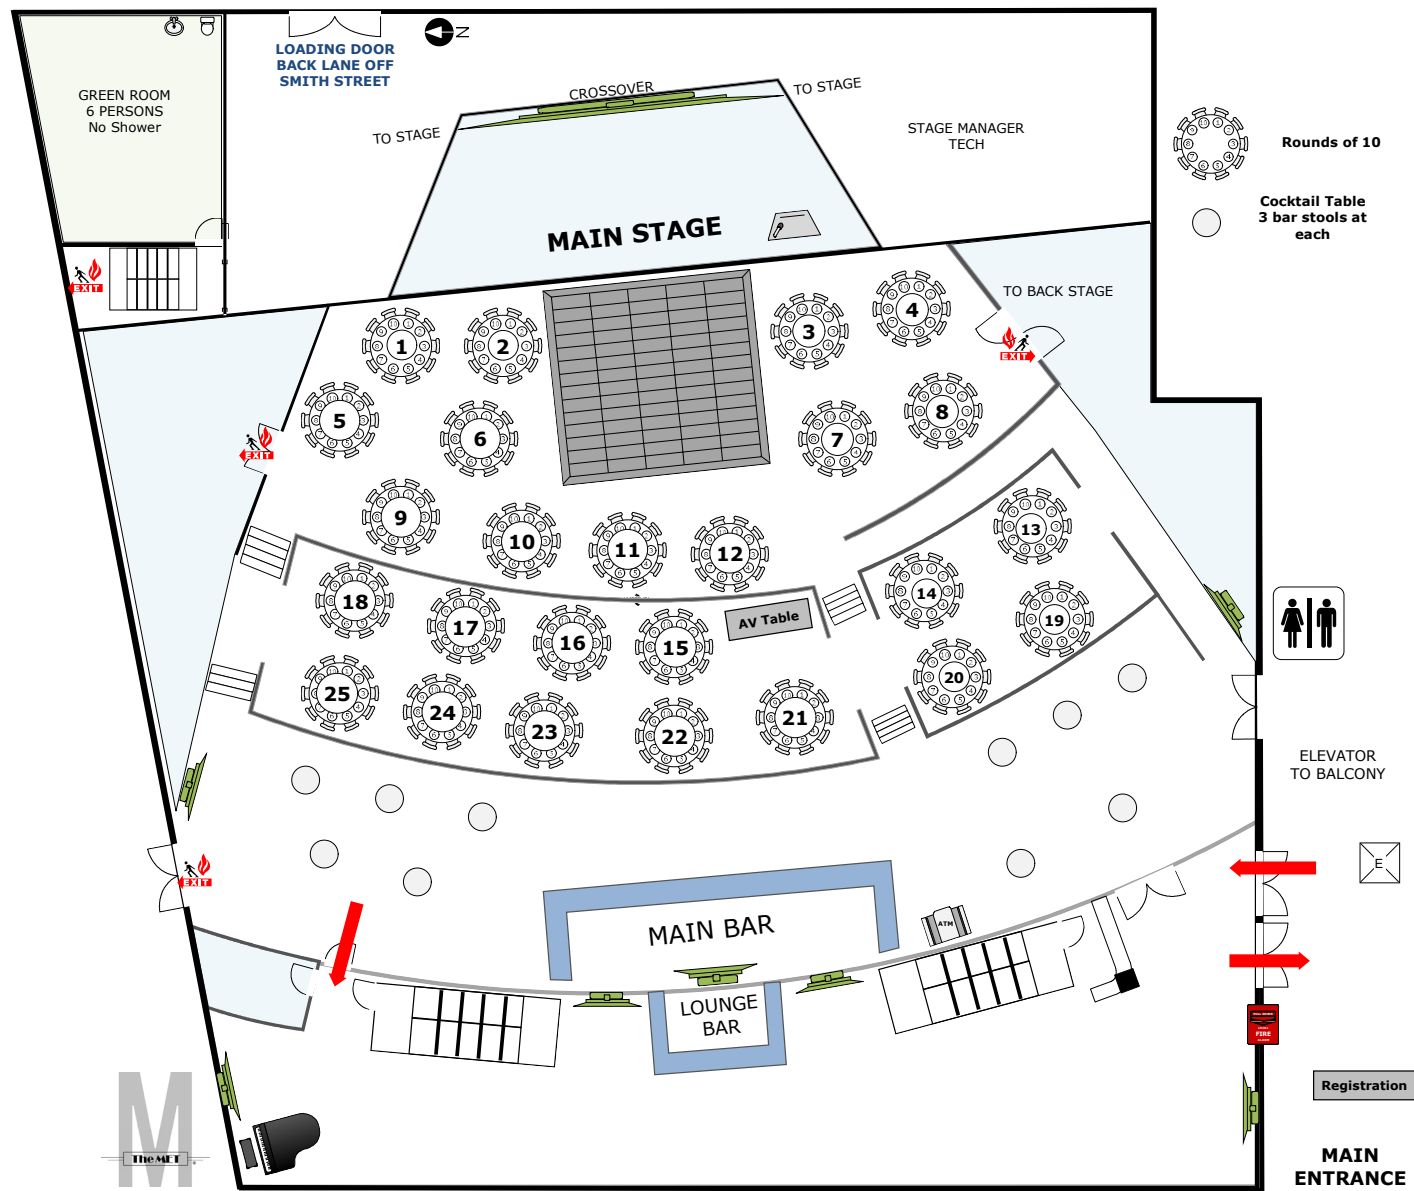 LOADING DOOR
BACK LANE OFF
SMITH STREET
N
GREEN ROOM
6 PERSONS
No Shower
CROSSOVER
TO STAGE
TO STAGE
STAGE MANAGER
TECH
Rounds of 10
Cocktail Table
3 bar stools at
each
MAIN STAGE
TO BACK STAGE
EXIT
EXIT
EXIT
1
2
3
4
5
6
7
8
9
10
11
12
13
14
18
17
16
15
AV Table
19
20
25
24
23
22
21
ELEVATOR
TO BALCONY
E
EXIT
MAIN BAR
ATM
LOUNGE
BAR
FIRE
Registration
The MET
MAIN
ENTRANCE